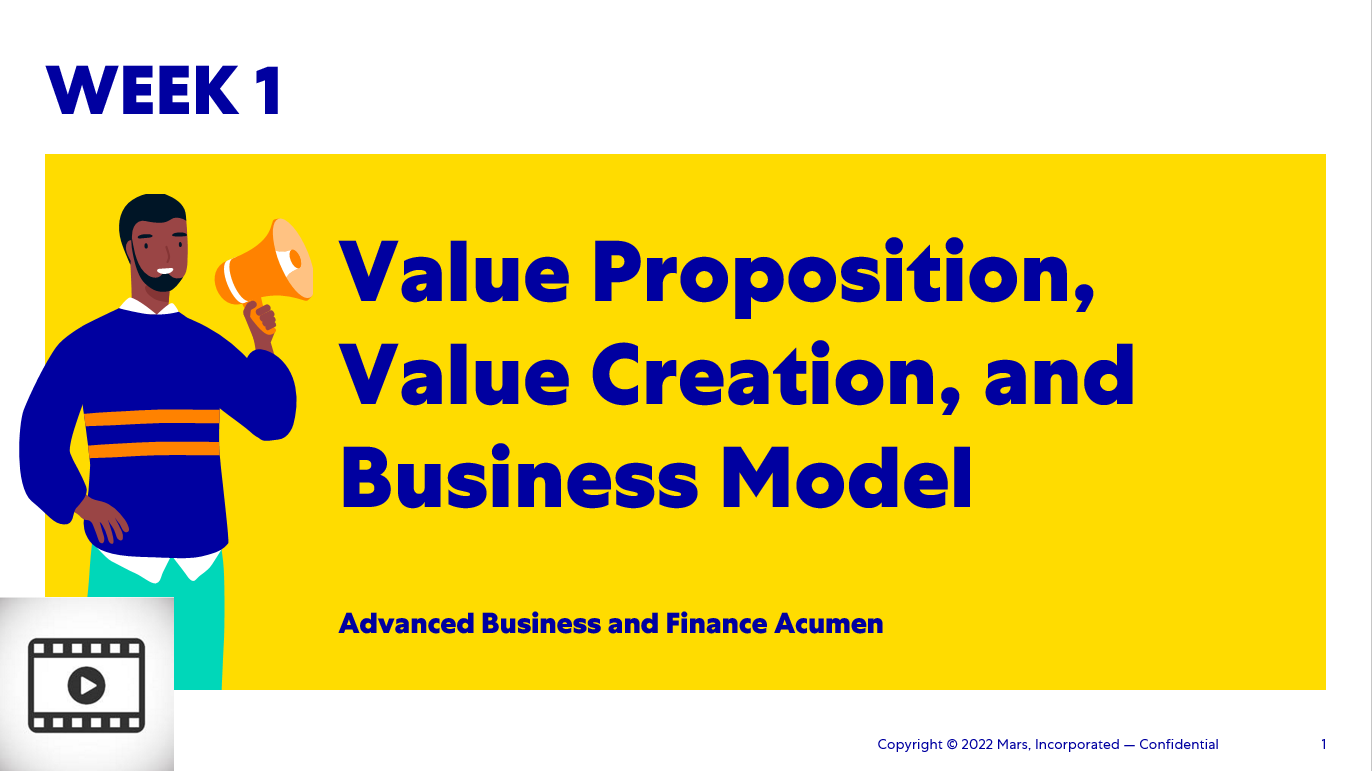 WEEK 1
Value Proposition,
Value Creation, and
Business Model
Advanced Business and Finance Acumen
Copyright © 2022 Mars, Incorporated — Confidential
1